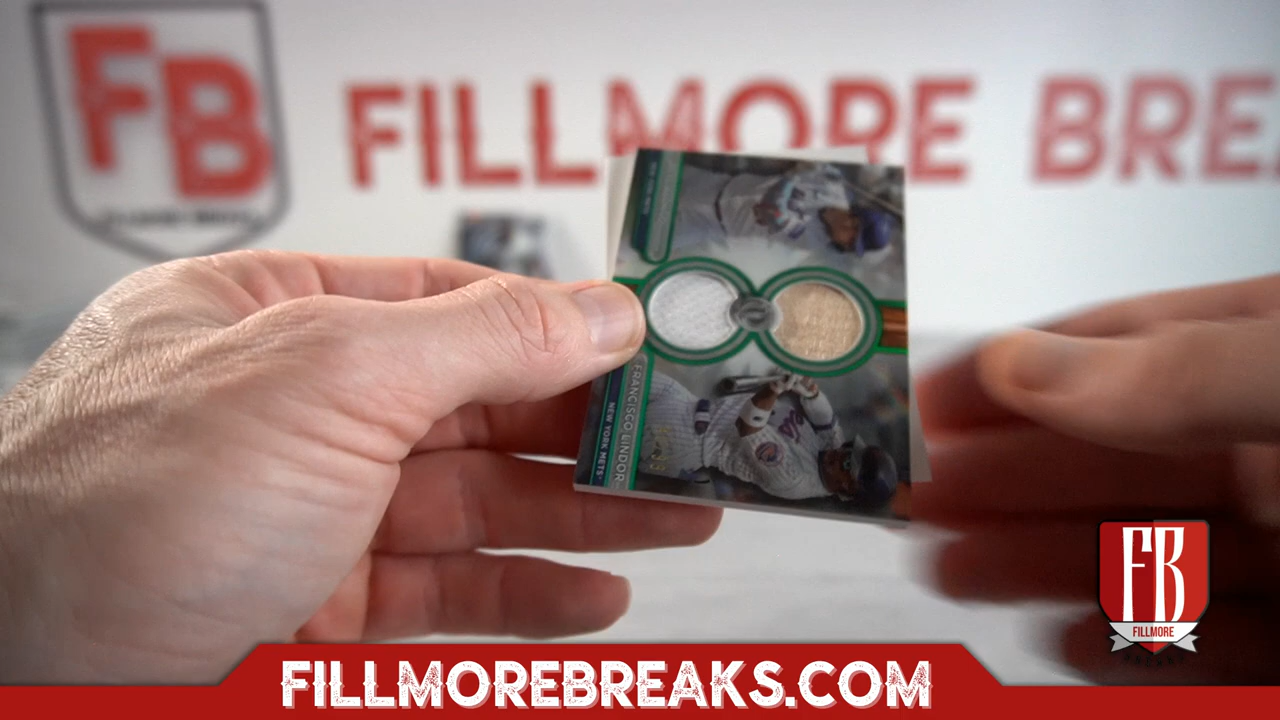 FB
FILLMORE BREA
FRANCISCO LINDOR
NEW YORK METS
FB
FILLMORE
FILLMOREBREAKS.COM